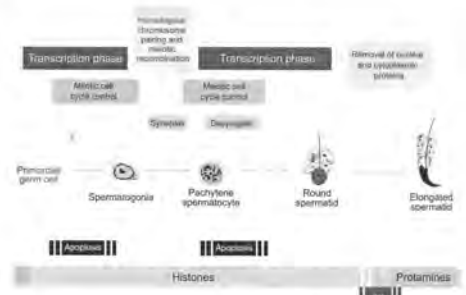 Homologous
chromosome
pairing and
meiotic
recombination
Transcription phase
Transcription phase
Removal of nuclear
and cytoplasmic
proteins
Mitotic cell
cycle control
Meiotic cell
cycle control
Synapsis
Desynapsis
Primordial
germ cell
Spermatogonia
Pachytene
spermatocyte
Round
spermatid
Elongated
spermatid
Apoptosis
Apoptosis
Histones
Protamines